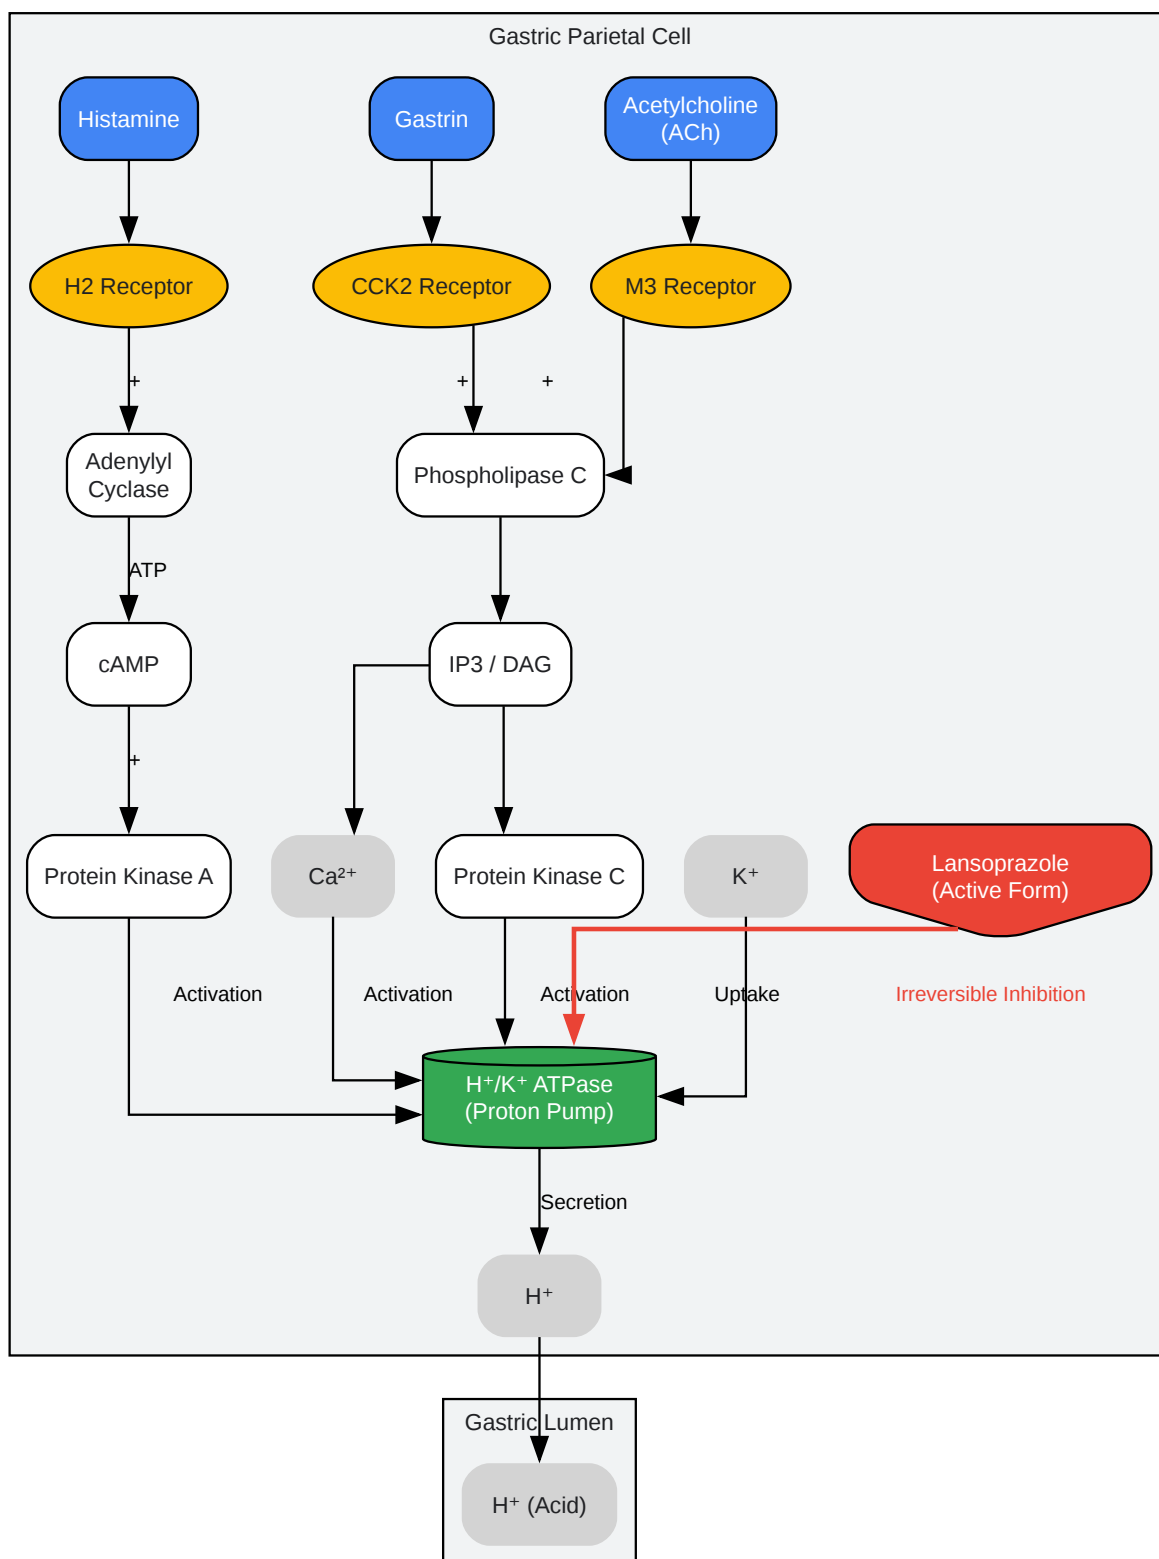 Gastric Parietal Cell
Histamine
Gastrin
Acetylcholine
(ACh)
H2 Receptor
CCK2 Receptor
M3 Receptor
+
+
+
Adenylyl
Cyclase
Phospholipase C
ATP
cAMP
IP3 / DAG
+
Protein Kinase A
Ca²⁺
Protein Kinase C
K⁺
Lansoprazole
(Active Form)
Activation
Activation
Activation
Uptake
Irreversible Inhibition
H⁺/K⁺ ATPase
(Proton Pump)
Secretion
H⁺
Gastric Lumen
H⁺ (Acid)